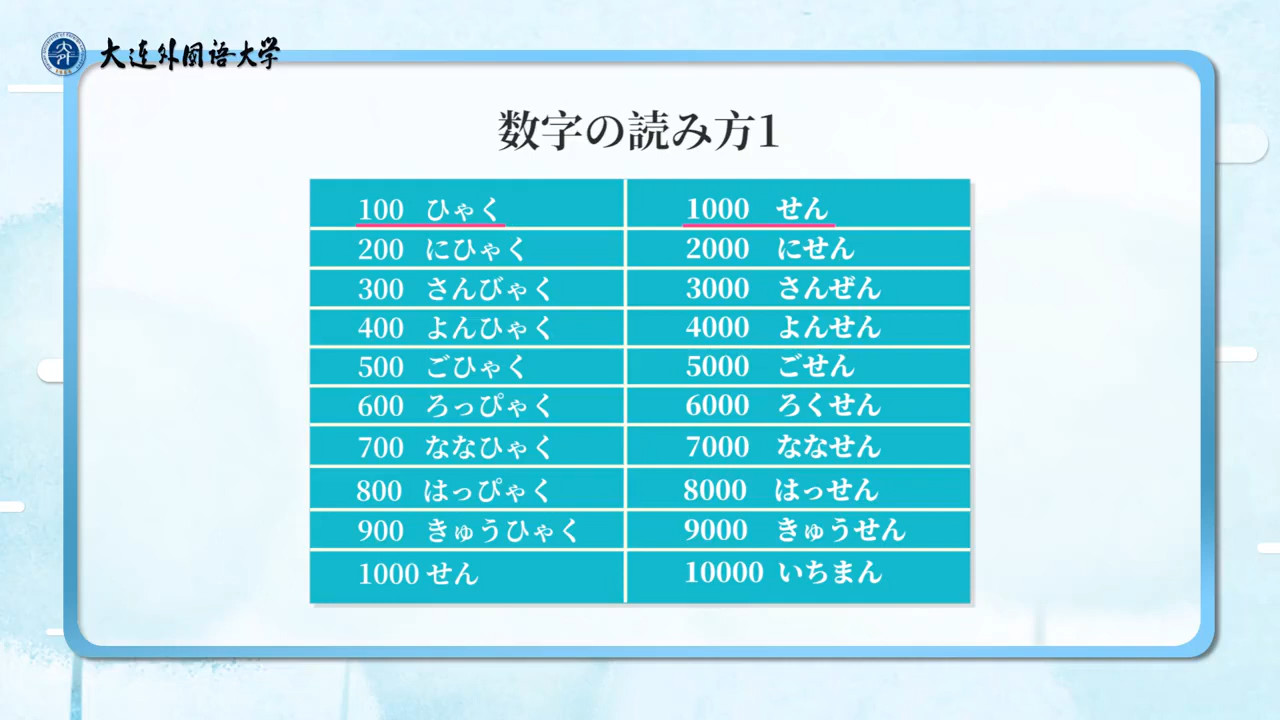 大连外国语大学
数字の読み方1
100 ひゃく 1000 せん
200 にひゃく 2000 にせん
300 さんびゃく 3000 さんぜん
400 よんひゃく 4000 よんせん
500 ごひゃく 5000 ごせん
600 ろっぴゃく 6000 ろくせん
700 ななひゃく 7000 ななせん
800 はっぴゃく 8000 はっせん
900 きゅうひゃく 9000 きゅうせん
1000 せん 10000 いちまん